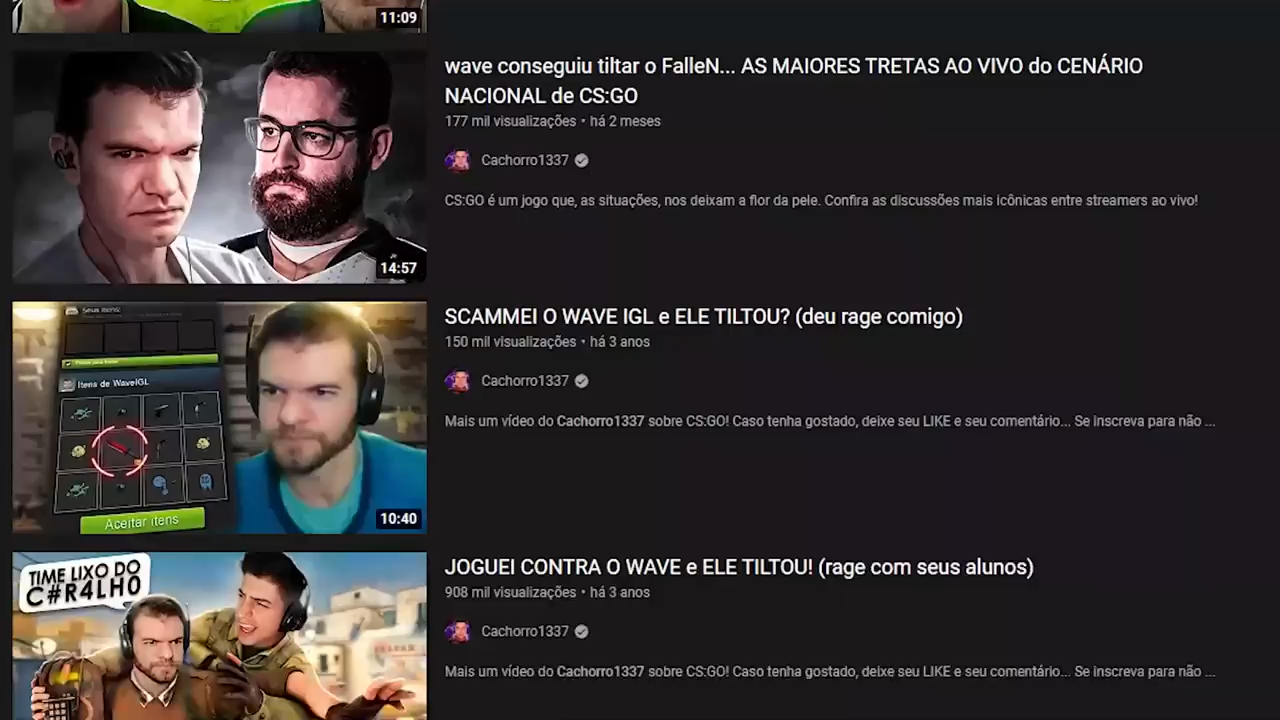 11:09
wave conseguiu tiltar o FalleN... AS MAIORES TRETAS AO VIVO do CENÁRIO
NACIONAL de CS:GO
177 mil visualizações • há 2 meses
Cachorro1337
CS:GO é um jogo que, as situações, nos deixam a flor da pele. Confira as discussões mais icônicas entre streamers ao vivo!
14:57
Seus itens:
Itens de WaveIGL
Aceitar itens
10:40
SCAMMEI O WAVE IGL e ELE TILTOU? (deu rage comigo)
150 mil visualizações • há 3 anos
Cachorro1337
Mais um vídeo do Cachorro1337 sobre CS:GO! Caso tenha gostado, deixe seu LIKE e seu comentário... Se inscreva para não ...
TIME LIXO DO
C#R4LH0
JOGUEI CONTRA O WAVE e ELE TILTOU! (rage com seus alunos)
908 mil visualizações • há 3 anos
Cachorro1337
Mais um vídeo do Cachorro1337 sobre CS:GO! Caso tenha gostado, deixe seu LIKE e seu comentário... Se inscreva para não ...